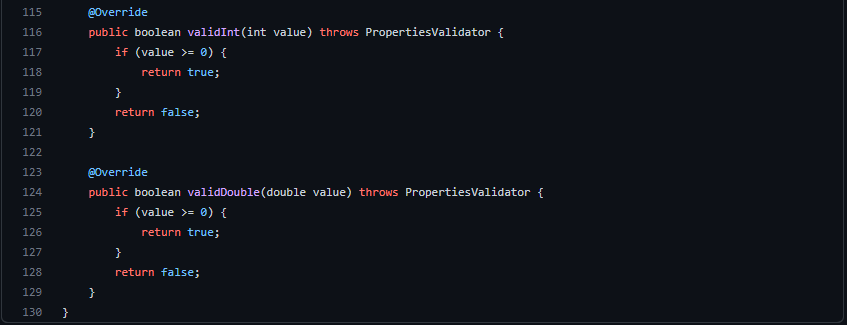 115 @Override
116 public boolean validInt(int value) throws PropertiesValidator {
117 if (value >= 0) {
118 return true;
119 }
120 return false;
121 }
122
123 @Override
124 public boolean validDouble(double value) throws PropertiesValidator {
125 if (value >= 0) {
126 return true;
127 }
128 return false;
129 }
130 }